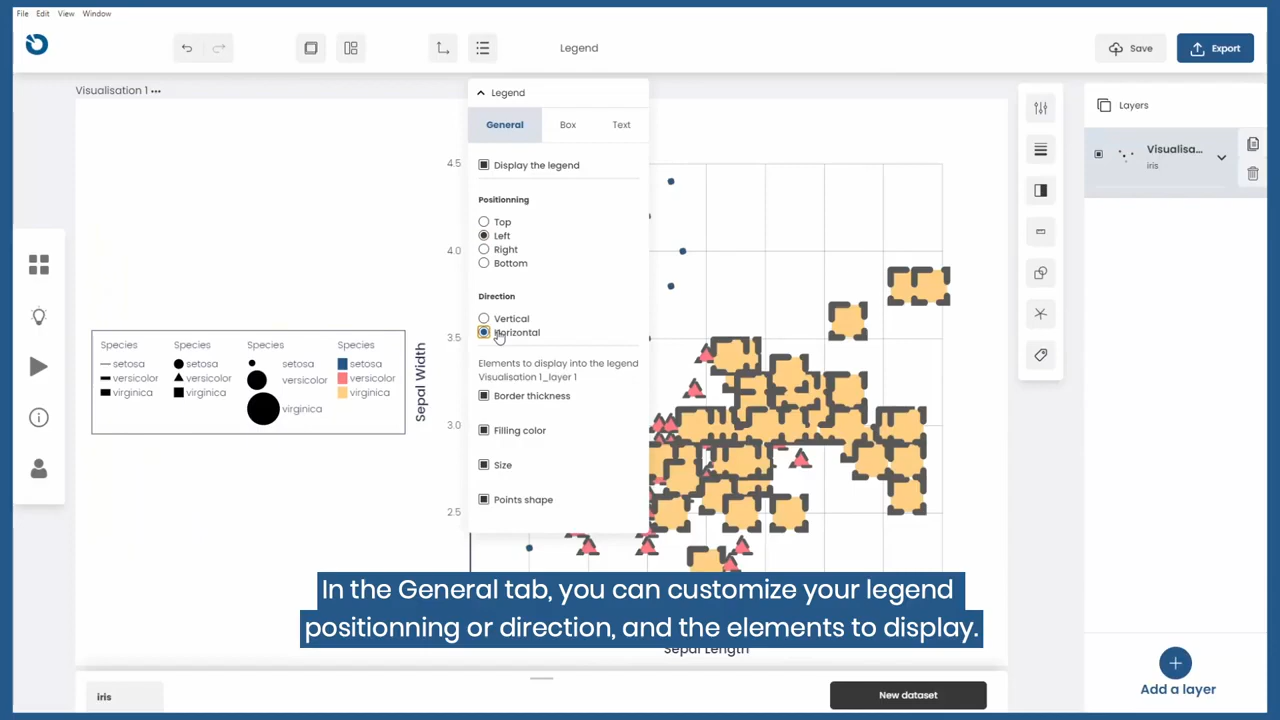 File Edit View Window
Legend
Save
Export
Visualisation 1
Legend
General Box Text
Display the legend
Positionning
Top
Left
Right
Bottom
Direction
Vertical
Horizontal
Elements to display into the legend
Visualisation 1_layer 1
Border thickness
Filling color
Size
Points shape
Species Species Species Species
setosa setosa setosa setosa
versicolor versicolor versicolor versicolor
virginica virginica virginica virginica
Sepal Width
4.5
4.0
3.5
3.0
2.5
Sepal Length
Layers
Visualisa...
iris
In the General tab, you can customize your legend
positionning or direction, and the elements to display.
iris
New dataset
Add a layer